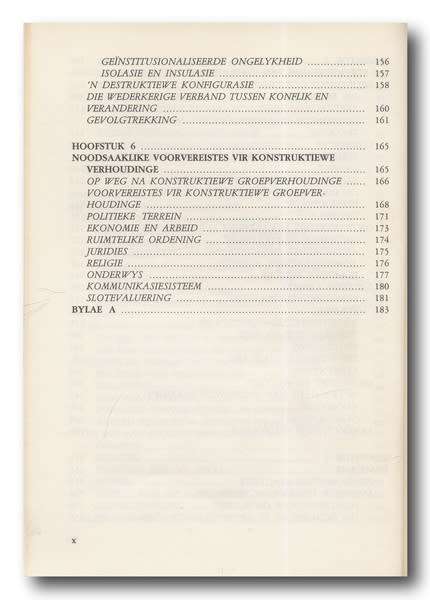 GEÏNSTITUSIONALISEERDE ONGELYKHEID ................ 156
ISOLASIE EN INSULASIE ........................................ 157
'N DESTRUKTIEWE KONFIGURASIE .......................... 158
DIE WEDERKERIGE VERBAND TUSSEN KONFLIK EN
VERANDERING .................................................... 160
GEVOLGTREKKING ................................................ 161
HOOFSTUK 6 ........................................................ 165
NOODSAAKLIKE VOORVEREISTES VIR KONSTRUKTIEWE
VERHOUDINGE .................................................... 165
OP WEG NA KONSTRUKTIEWE GROEPVERHOUDINGE ...... 166
VOORVEREISTES VIR KONSTRUKTIEWE GROEPVER-
HOUDINGE .......................................................... 168
POLITIEKE TERREIN .............................................. 171
EKONOMIE EN ARBEID .......................................... 173
RUIMTELIKE ORDENING ........................................ 174
JURIDIES .............................................................. 175
RELIGIE ................................................................ 176
ONDERWYS .......................................................... 177
KOMMUNIKASIESISTEEM ........................................ 180
SLOTEVALUERING ................................................ 181
BYLAE A .............................................................. 183
x